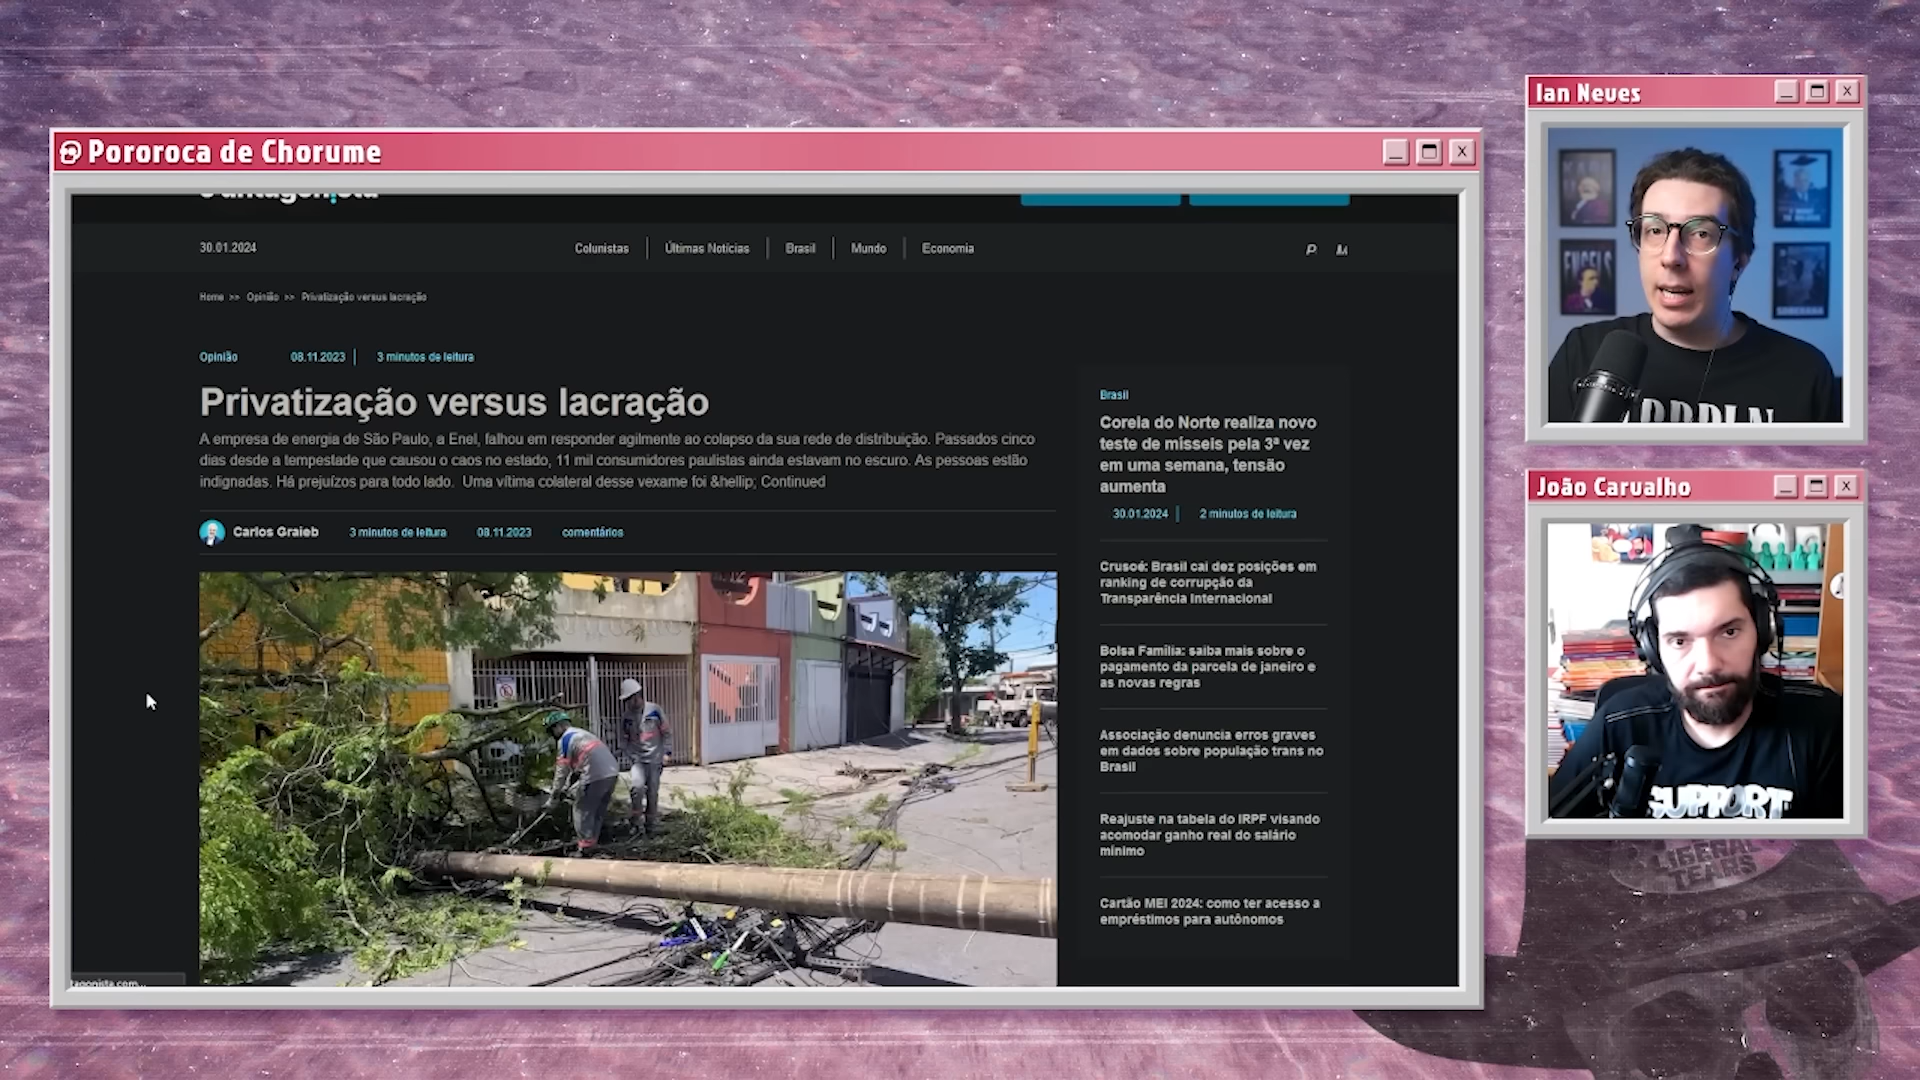 Pororoca de Chorume
X
o antagonista
30.01.2024
Colunistas
Últimas Notícias
Brasil
Mundo
Economia
Home >> Opinião >> Privatização versus lacração
Opinião
08.11.2023
3 minutos de leitura
Privatização versus lacração
A empresa de energia de São Paulo, a Enel, falhou em responder agilmente ao colapso da sua rede de distribuição. Passados cinco
dias desde a tempestade que causou o caos no estado, 11 mil consumidores paulistas ainda estavam no escuro. As pessoas estão
indignadas. Há prejuízos para todo lado. Uma vítima colateral desse vexame foi &hellip; Continued
Carlos Graieb
3 minutos de leitura
08.11.2023
comentários
tagonista.com...
Brasil
Coreia do Norte realiza novo
teste de mísseis pela 3ª vez
em uma semana, tensão
aumenta
30.01.2024
2 minutos de leitura
Crusoé: Brasil cai dez posições em
ranking de corrupção da
Transparência Internacional
Bolsa Família: saiba mais sobre o
pagamento da parcela de janeiro e
as novas regras
Associação denuncia erros graves
em dados sobre população trans no
Brasil
Reajuste na tabela do IRPF visando
acomodar ganho real do salário
mínimo
Cartão MEI 2024: como ter acesso a
empréstimos para autônomos
Ian Neves
X
ENGELS
João Carvalho
X
SUPPORT
LIBERAL
TEARS